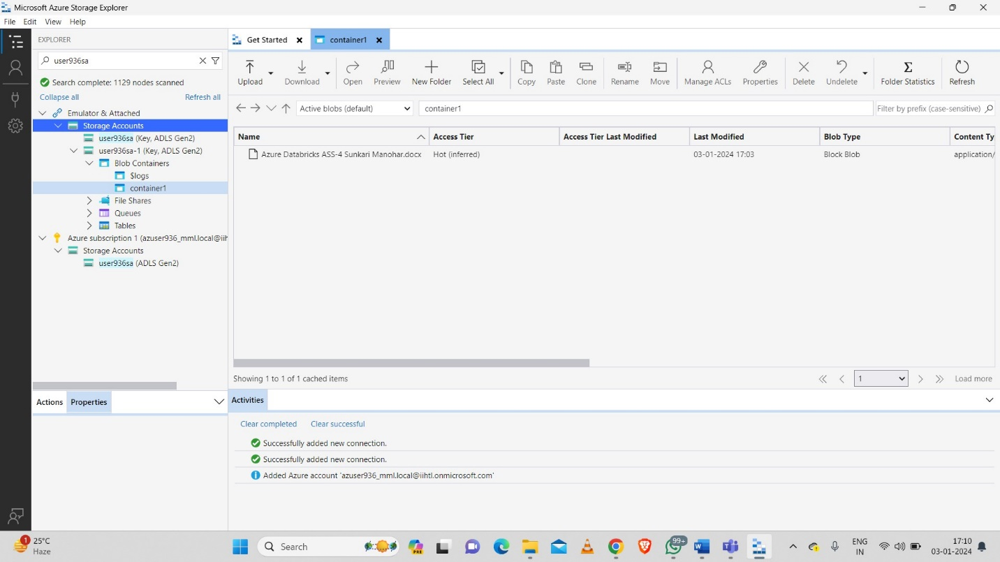 Microsoft Azure Storage Explorer
File Edit View Help
EXPLORER
user936sa
Search complete: 1129 nodes scanned
Collapse all Refresh all
Emulator & Attached
Storage Accounts
user936sa (Key, ADLS Gen2)
user936sa-1 (Key, ADLS Gen2)
Blob Containers
$logs
container1
File Shares
Queues
Tables
Azure subscription 1 (azuser936_mml.local@iih
Storage Accounts
user936sa (ADLS Gen2)
Actions Properties
Get Started container1
Upload Download Open Preview New Folder Select All Copy Paste Clone Rename Move Manage ACLs Properties Delete Undelete Folder Statistics Refresh
Active blobs (default) container1 Filter by prefix (case-sensitive)
Name Access Tier Access Tier Last Modified Last Modified Blob Type Content Ty
Azure Databricks ASS-4 Sunkari Manohar.docx Hot (inferred) 03-01-2024 17:03 Block Blob application/
Showing 1 to 1 of 1 cached items 1 Load more
Activities
Clear completed Clear successful
Successfully added new connection.
Successfully added new connection.
Added Azure account 'azuser936_mml.local@iihtl.onmicrosoft.com'
1 25°C
Haze
Search
PRE
99+
ENG
IN
17:10
03-01-2024